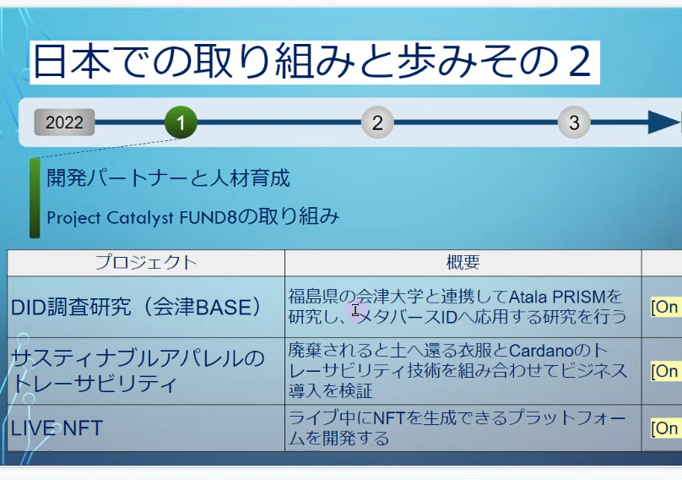 日本での取り組みと歩みその２
2022
1
2
3
開発パートナーと人材育成
Project Catalyst FUND8の取り組み
プロジェクト
概要
DID調査研究（会津BASE）
福島県の会津大学と連携してAtala PRISMを
研究し、メタバースIDへ応用する研究を行う
[On
サスティナブルアパレルの
トレーサビリティ
廃棄されると土へ還る衣服とCardanoのト
レーサビリティ技術を組み合わせてビジネス
導入を検証
[On
LIVE NFT
ライブ中にNFTを生成できるプラットフォー
ムを開発する
[On